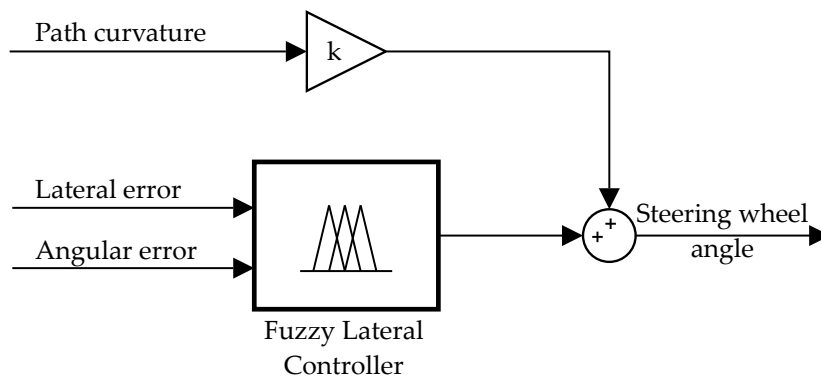 Path curvature
k
Lateral error
Angular error
+
+
Steering wheel
angle
Fuzzy Lateral
Controller